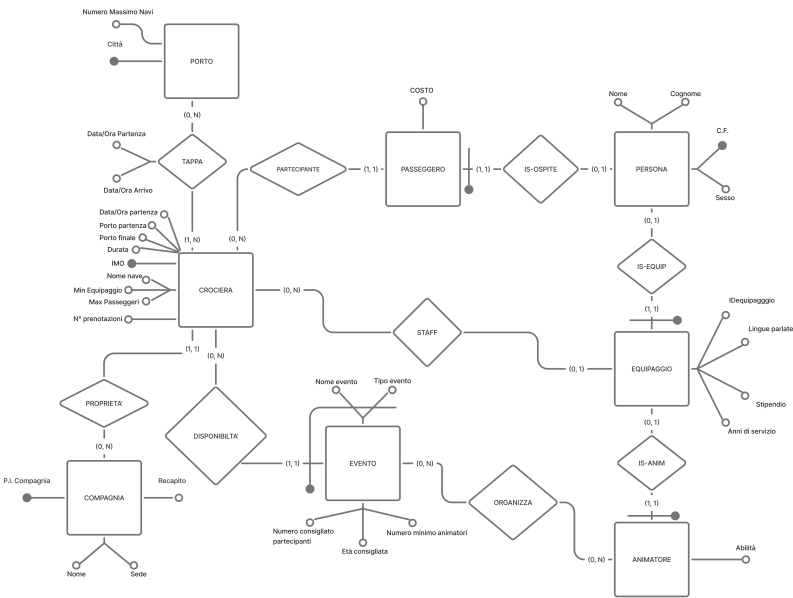 Numero Massimo Navi
Città
PORTO
(0, N)
Data/Ora Partenza
TAPPA
Data/Ora Arrivo
(1, N)
COSTO
PARTECIPANTE
(1, 1)
PASSEGGERO
(1, 1)
IS-OSPITE
(0, 1)
Nome
Cognome
C.F.
PERSONA
Sesso
(0, N)
(0, 1)
Data/Ora partenza
Porto partenza
Porto finale
Durata
IMO
Nome nave
Min Equipaggio
Max Passeggeri
N° prenotazioni
CROCIERA
(0, N)
STAFF
(0, 1)
IS-EQUIP
(1, 1)
IDequipagggio
Lingue parlate
EQUIPAGGIO
Stipendio
Anni di servizio
(1, 1)
(0, N)
PROPRIETA'
(0, N)
DISPONIBILTA'
(1, 1)
Nome evento
Tipo evento
EVENTO
(0, N)
ORGANIZZA
(0, N)
(0, 1)
IS-ANIM
(1, 1)
P.I. Compagnia
COMPAGNIA
Recapito
Nome
Sede
Numero consigliato
partecipanti
Età consigliata
Numero minimo animatori
ANIMATORE
Abilità